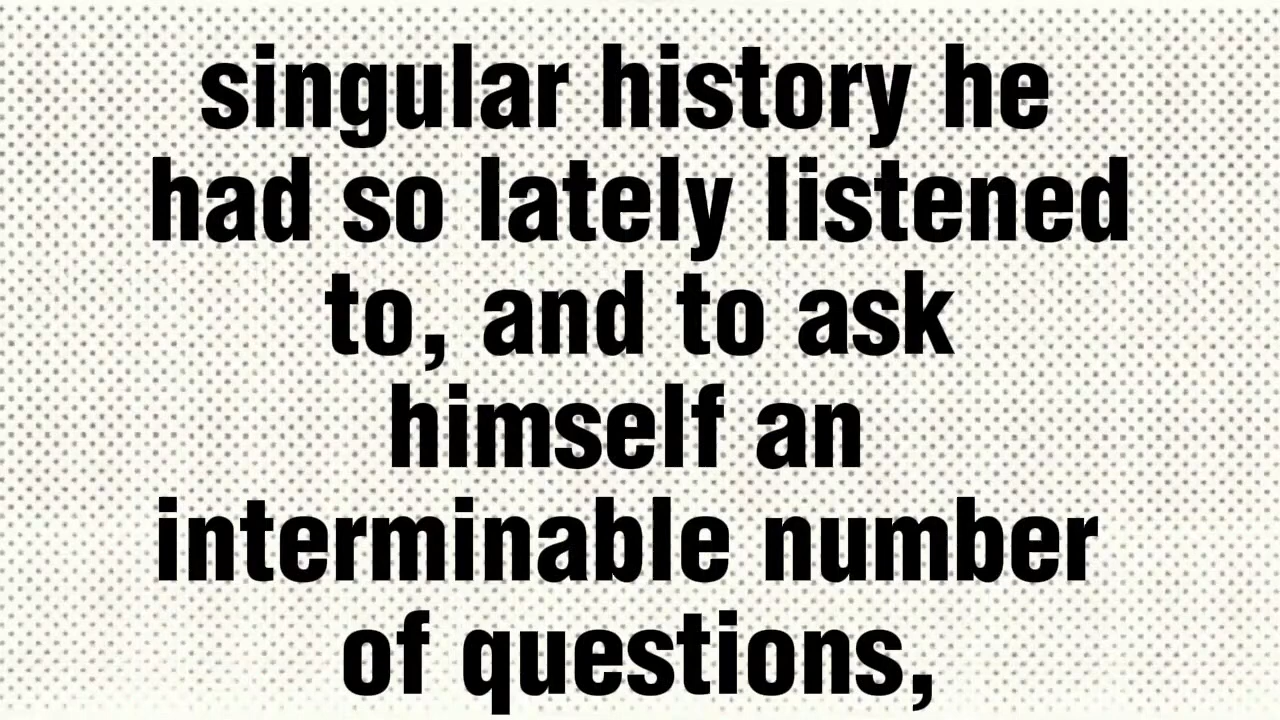 singular history he
had so lately listened
to, and to ask
himself an
interminable number
of questions,